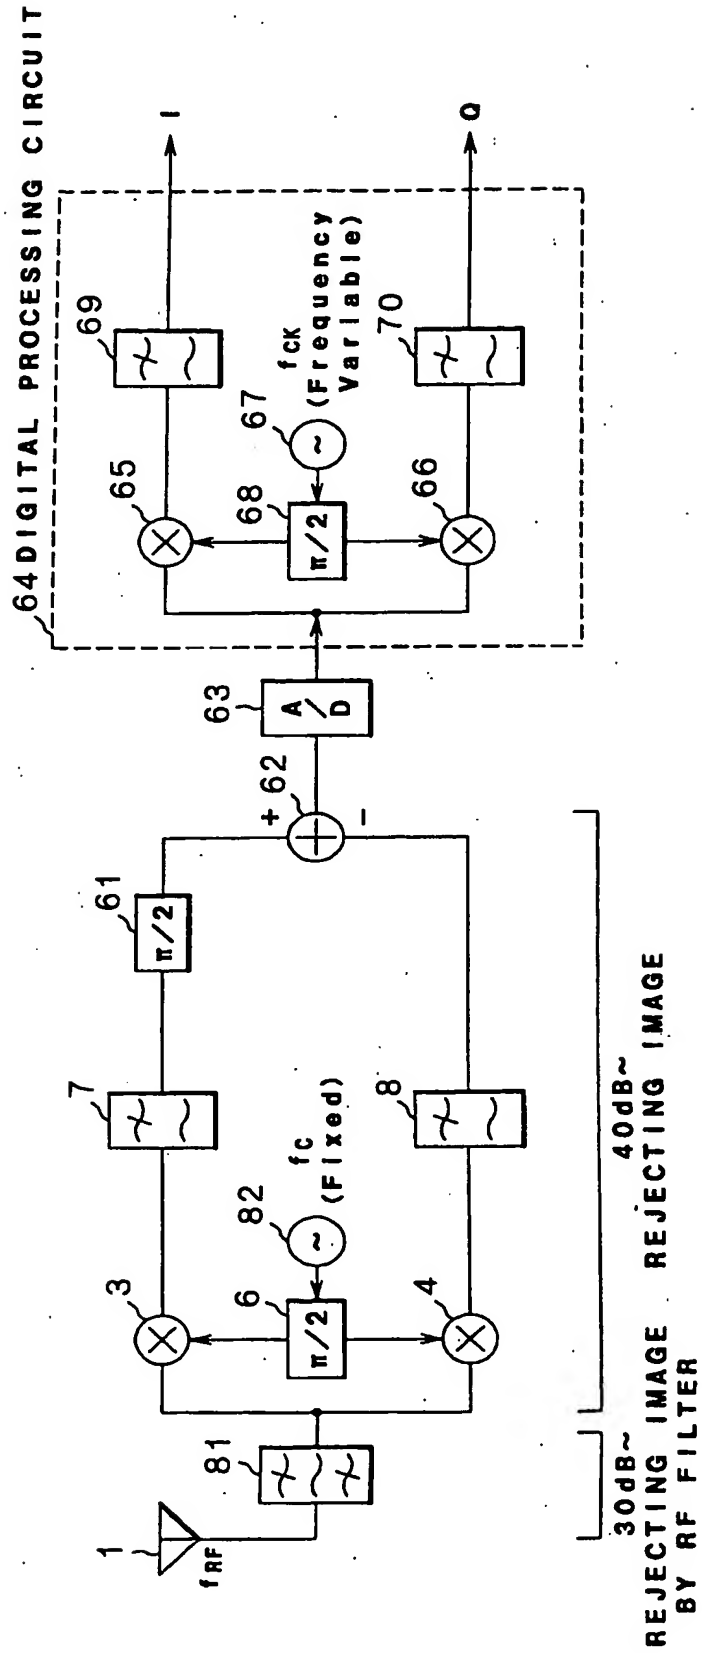 64 DIGITAL PROCESSING CIRCUIT
1
fRF
81
3
6
π/2
4
82
fC
(Fixed)
7
8
61
π/2
+
62
-
63
A/D
65
68
π/2
66
67
fCK
(Frequency
Variable)
69
70
I
Q
30dB~
REJECTING IMAGE
BY RF FILTER
40dB~
REJECTING IMAGE